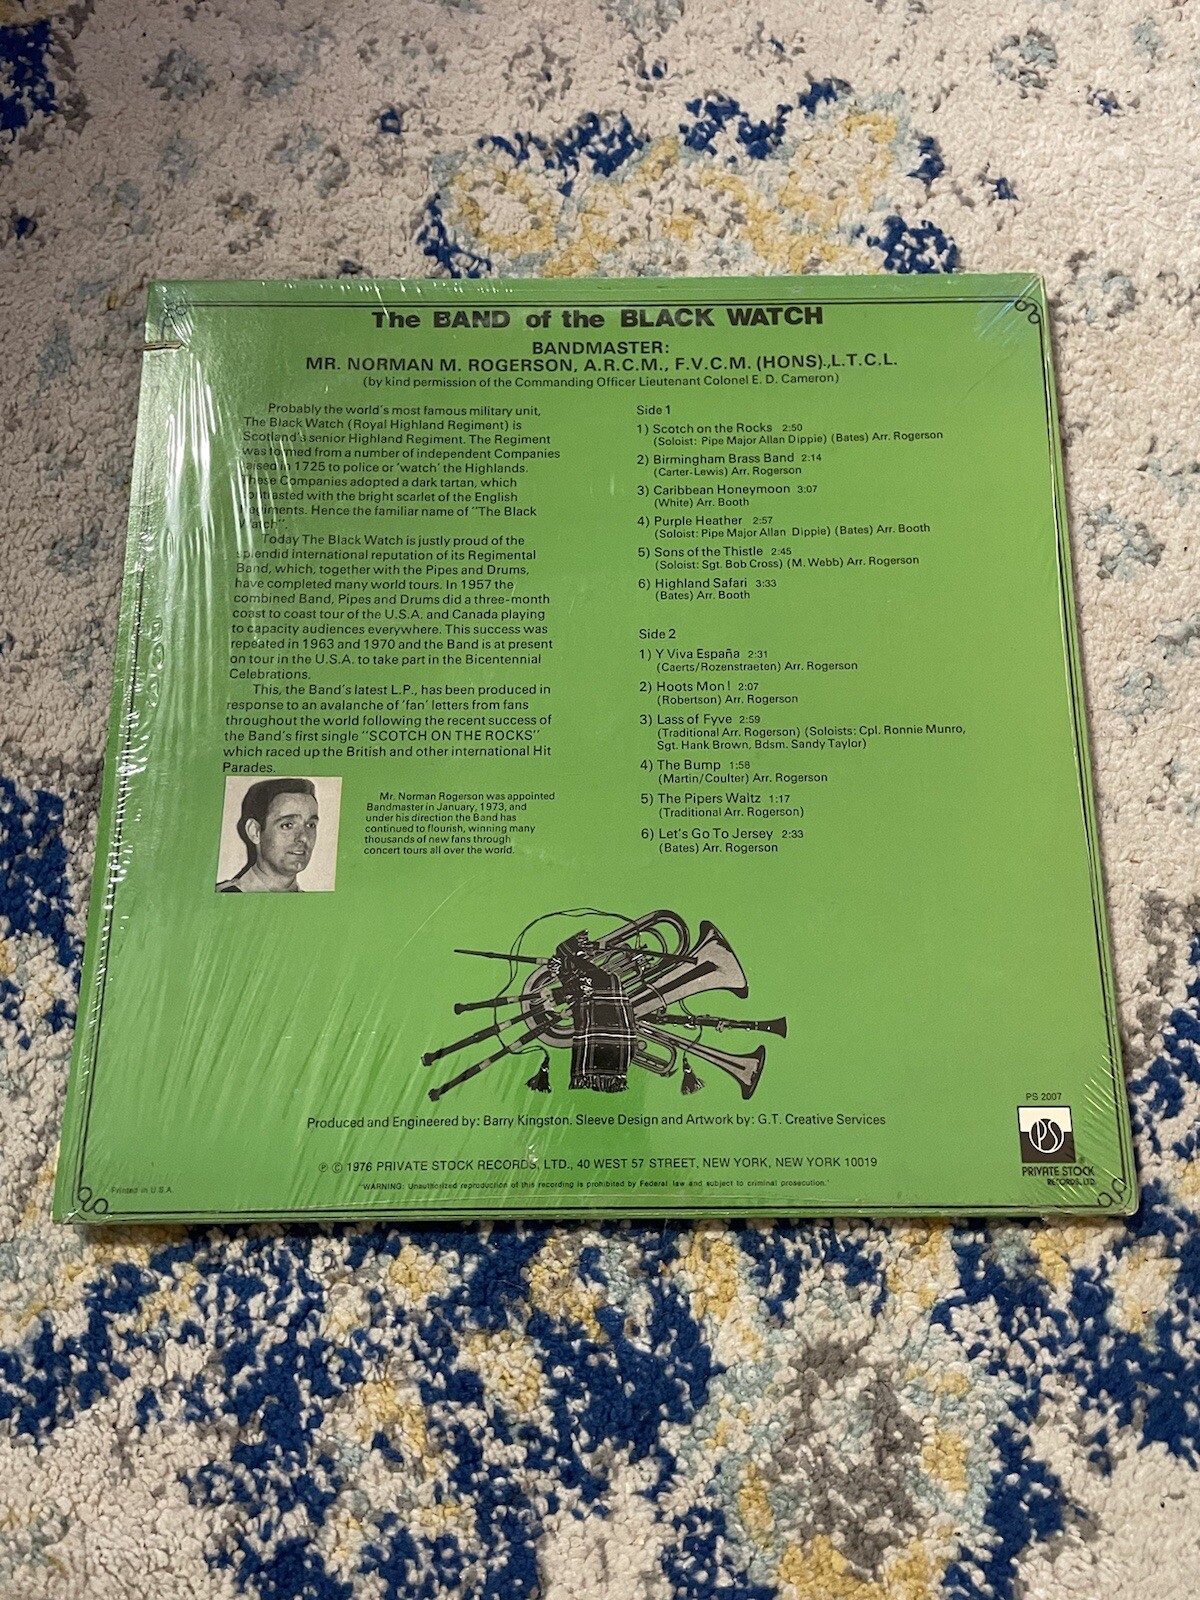 The BAND of the BLACK WATCH
BANDMASTER:
MR. NORMAN M. ROGERSON, A.R.C.M., F.V.C.M. (HONS).,L.T.C.L.
(by kind permission of the Commanding Officer Lieutenant Colonel E. D. Cameron)
Probably the world's most famous military unit,
The Black Watch (Royal Highland Regiment) is
Scotland's senior Highland Regiment. The Regiment
was formed from a number of independent Companies
raised in 1725 to police or 'watch' the Highlands.
These Companies adopted a dark tartan, which
contrasted with the bright scarlet of the English
Regiments. Hence the familiar name of "The Black
Watch".
Today The Black Watch is justly proud of the
splendid international reputation of its Regimental
Band, which, together with the Pipes and Drums,
have completed many world tours. In 1957 the
combined Band, Pipes and Drums did a three-month
coast to coast tour of the U.S.A. and Canada playing
to capacity audiences everywhere. This success was
repeated in 1963 and 1970 and the Band is at present
on tour in the U.S.A. to take part in the Bicentennial
Celebrations.
This, the Band's latest L.P., has been produced in
response to an avalanche of 'fan' letters from fans
throughout the world following the recent success of
the Band's first single "SCOTCH ON THE ROCKS"
which raced up the British and other international Hit
Parades.
Mr. Norman Rogerson was appointed
Bandmaster in January, 1973, and
under his direction the Band has
continued to flourish, winning many
thousands of new fans through
concert tours all over the world.
Side 1
1) Scotch on the Rocks 2:50
(Soloist: Pipe Major Allan Dippie) (Bates) Arr. Rogerson
2) Birmingham Brass Band 2:14
(Carter-Lewis) Arr. Rogerson
3) Caribbean Honeymoon 3:07
(White) Arr. Booth
4) Purple Heather 2:57
(Soloist: Pipe Major Allan Dippie) (Bates) Arr. Booth
5) Sons of the Thistle 2:45
(Soloist: Sgt. Bob Cross) (M. Webb) Arr. Rogerson
6) Highland Safari 3:33
(Bates) Arr. Booth
Side 2
1) Y Viva España 2:31
(Caerts/Rozenstraeten) Arr. Rogerson
2) Hoots Mon! 2:07
(Robertson) Arr. Rogerson
3) Lass of Fyve 2:59
(Traditional Arr. Rogerson) (Soloists: Cpl. Ronnie Munro,
Sgt. Hank Brown, Bdsm. Sandy Taylor)
4) The Bump 1:58
(Martin/Coulter) Arr. Rogerson
5) The Pipers Waltz 1:17
(Traditional Arr. Rogerson)
6) Let's Go To Jersey 2:33
(Bates) Arr. Rogerson
Produced and Engineered by: Barry Kingston. Sleeve Design and Artwork by: G.T. Creative Services
℗ © 1976 PRIVATE STOCK RECORDS, LTD., 40 WEST 57 STREET, NEW YORK, NEW YORK 10019
"WARNING: Unauthorized reproduction of this recording is prohibited by Federal law and subject to criminal prosecution."
Printed in U.S.A.
PS 2007
PS
PRIVATE STOCK
RECORDS, LTD.